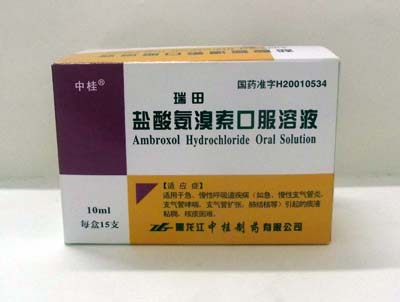 中桂®
国药准字H20010534
瑞田
盐酸氨溴索口服溶液
Ambroxol Hydrochloride Oral Solution
【适应症】
适用于急、慢性呼吸道疾病（如急、慢性支气管炎、
支气管哮喘、支气管扩张、肺结核等）引起的痰液
粘稠、咳痰困难。
10ml
每盒15支
黑龙江中桂制药有限公司